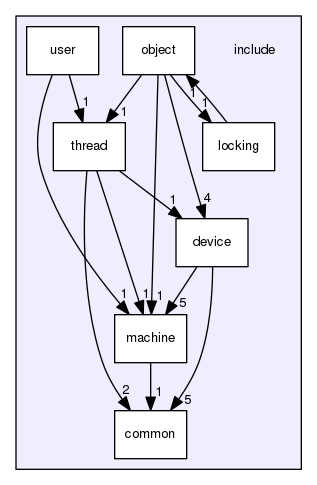 user
object
include
1
1
1
1
thread
locking
1
4
device
1
1
1
5
machine
2
1
5
common